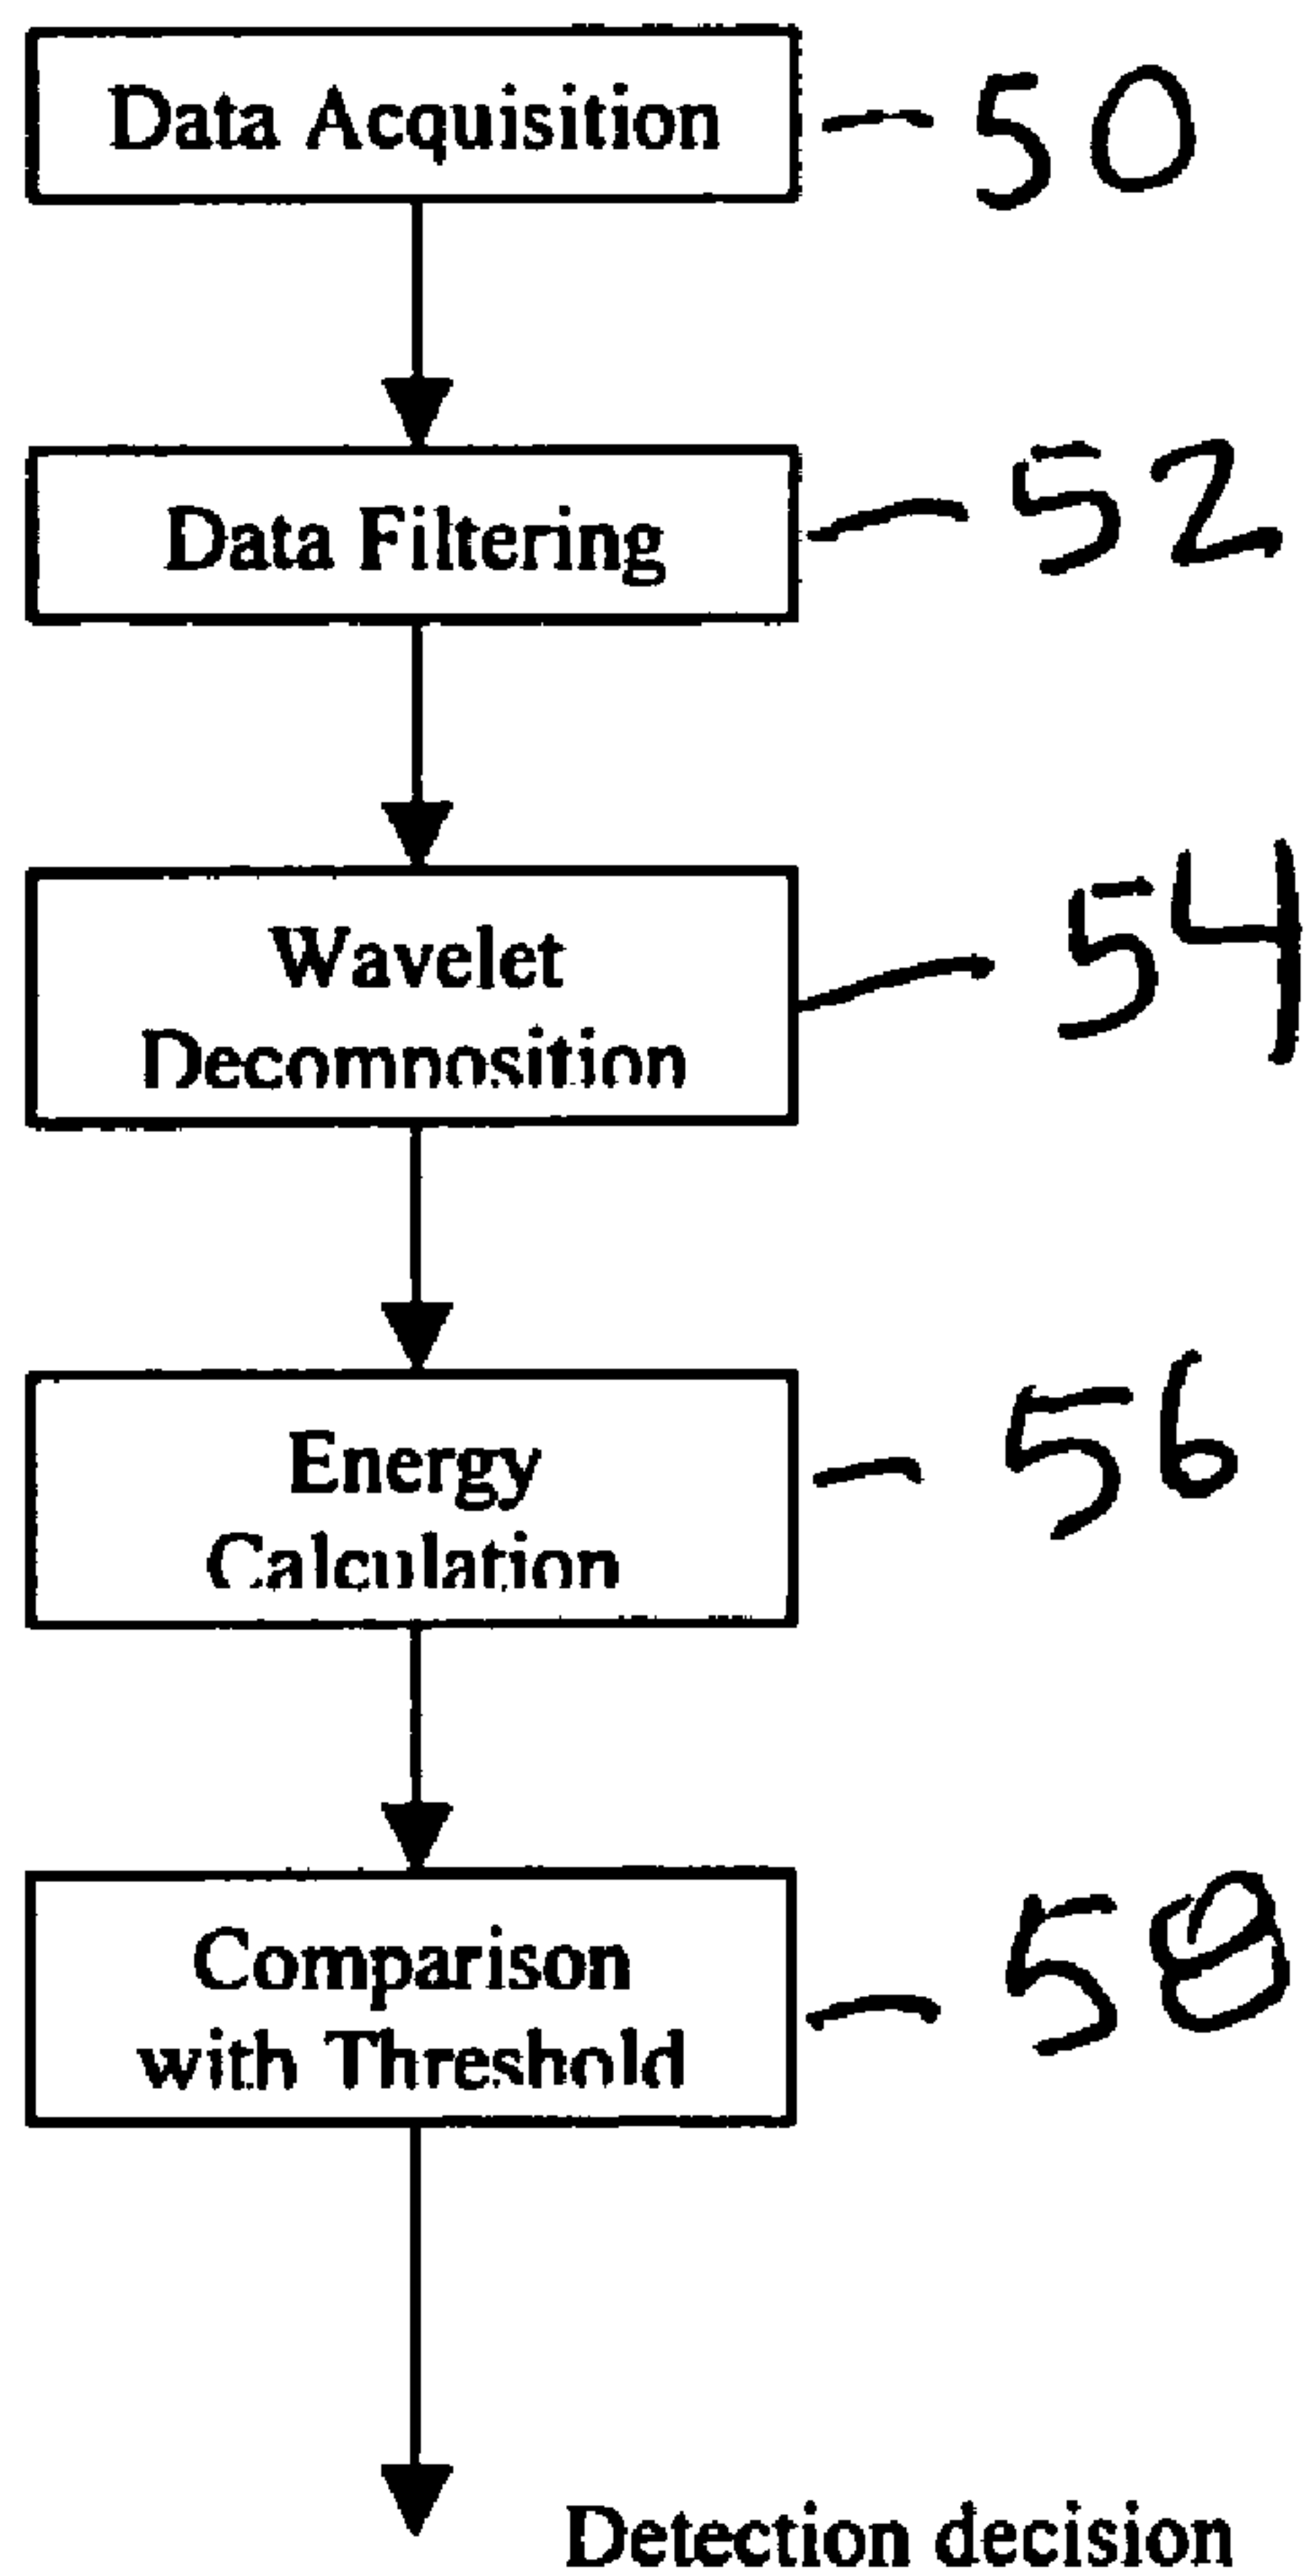 Data Acquisition 50
Data Filtering 52
Wavelet
Decomposition 54
Energy
Calculation 56
Comparison
with Threshold 58
Detection decision